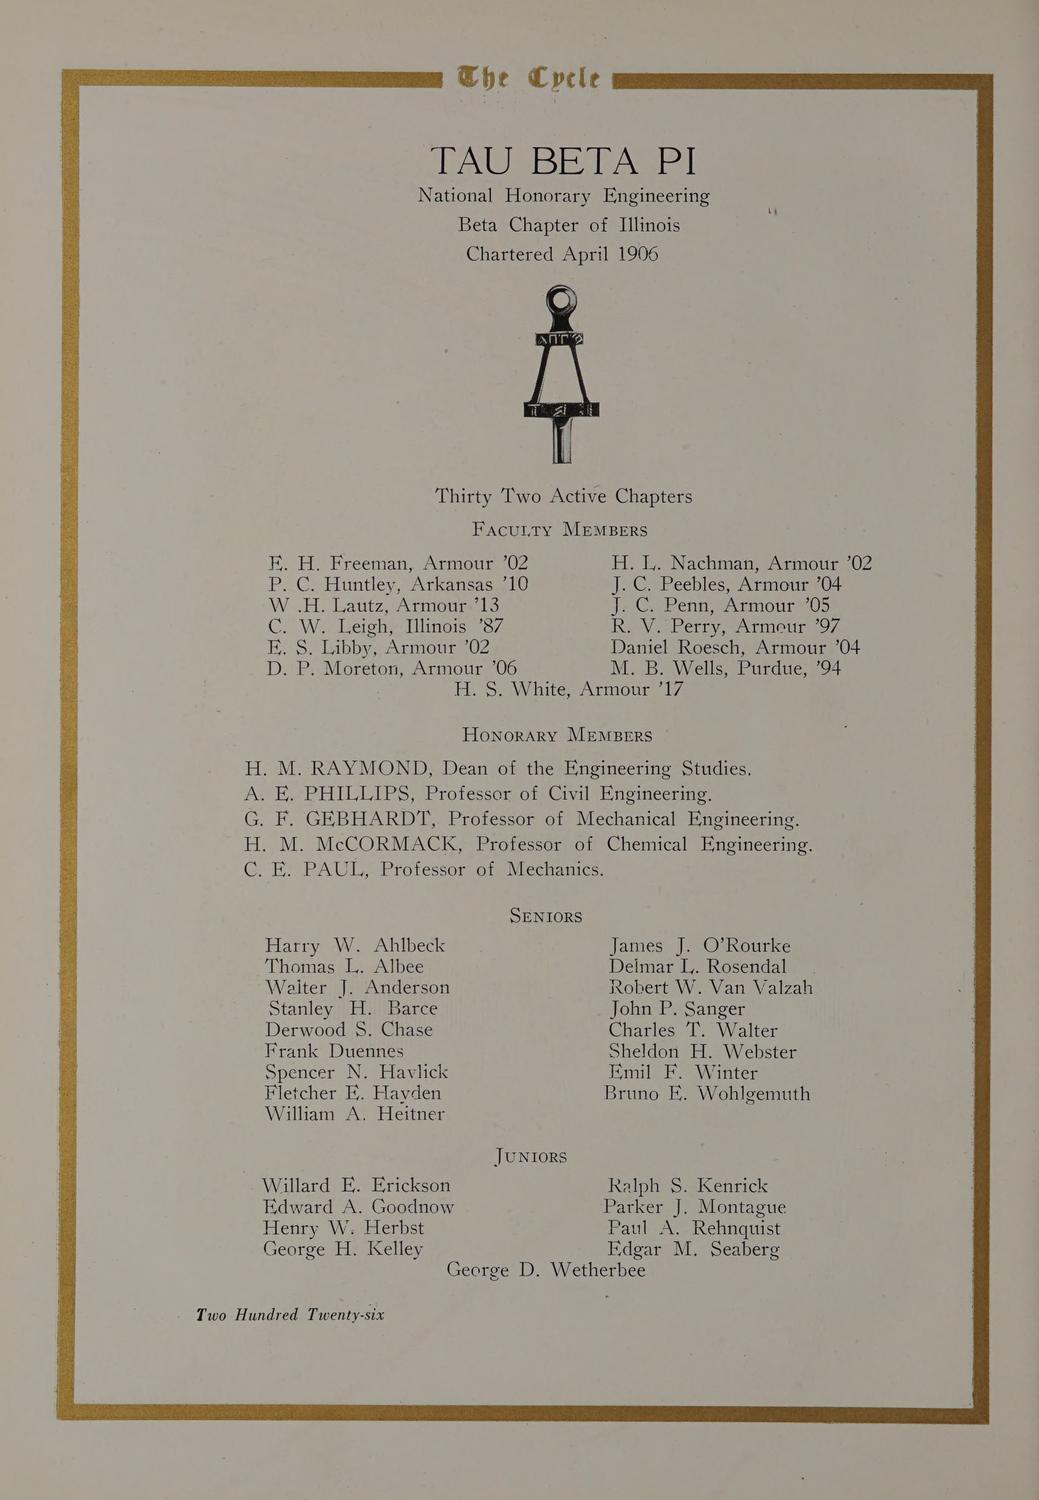 The Cycle
TAU BETA PI
National Honorary Engineering
Beta Chapter of Illinois
Chartered April 1906
Thirty Two Active Chapters
FACULTY MEMBERS
E. H. Freeman, Armour '02
P. C. Huntley, Arkansas '10
W .H. Lautz, Armour '13
C. W. Leigh, Illinois '87
E. S. Libby, Armour '02
D. P. Moreton, Armour '06
H. L. Nachman, Armour '02
J. C. Peebles, Armour '04
J. C. Penn, Armour '05
R. V. Perry, Armour '97
Daniel Roesch, Armour '04
M. B. Wells, Purdue, '94
H. S. White, Armour '17
HONORARY MEMBERS
H. M. RAYMOND, Dean of the Engineering Studies.
A. E. PHILLIPS, Professor of Civil Engineering.
G. F. GEBHARDT, Professor of Mechanical Engineering.
H. M. McCORMACK, Professor of Chemical Engineering.
C. E. PAUL, Professor of Mechanics.
SENIORS
Harry W. Ahlbeck
Thomas L. Albee
Walter J. Anderson
Stanley H. Barce
Derwood S. Chase
Frank Duennes
Spencer N. Havlick
Fletcher E. Hayden
William A. Heitner
James J. O'Rourke
Delmar L. Rosendal
Robert W. Van Valzah
John P. Sanger
Charles T. Walter
Sheldon H. Webster
Emil F. Winter
Bruno E. Wohlgemuth
JUNIORS
Willard E. Erickson
Edward A. Goodnow
Henry W. Herbst
George H. Kelley
Ralph S. Kenrick
Parker J. Montague
Paul A. Rehnquist
Edgar M. Seaberg
George D. Wetherbee
Two Hundred Twenty-six